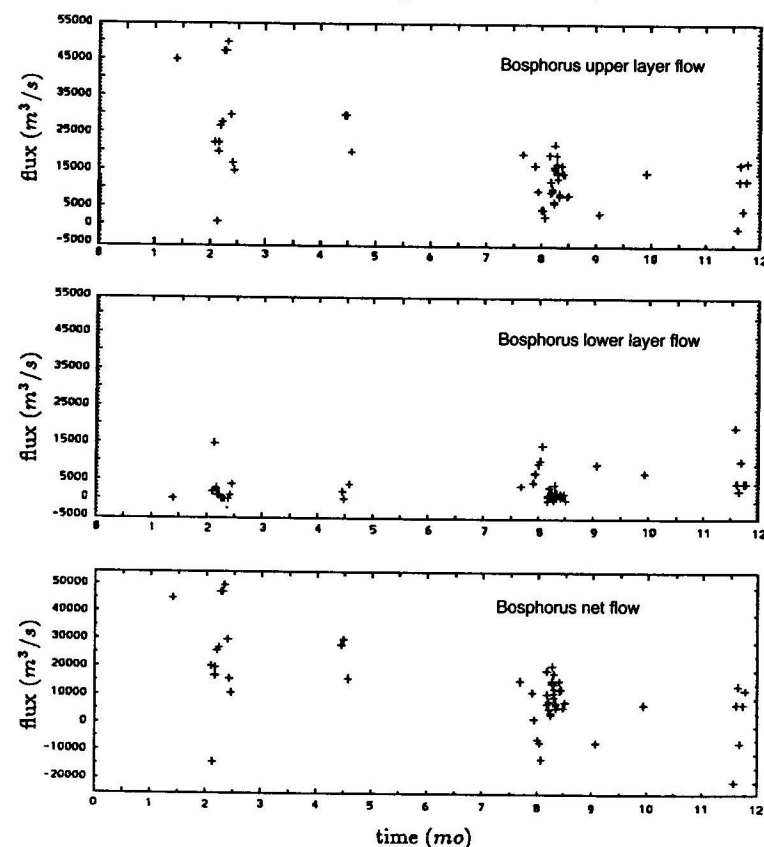 55000
45000
35000
25000
15000
5000
0
-5000
flux (m³/s)
Bosphorus upper layer flow
0 1 2 3 4 5 6 7 8 9 10 11 12
55000
45000
35000
25000
15000
5000
0
-5000
flux (m³/s)
Bosphorus lower layer flow
0 1 2 3 4 5 6 7 8 9 10 11 12
50000
40000
30000
20000
10000
0
-10000
-20000
flux (m³/s)
Bosphorus net flow
0 1 2 3 4 5 6 7 8 9 10 11 12
time (mo)